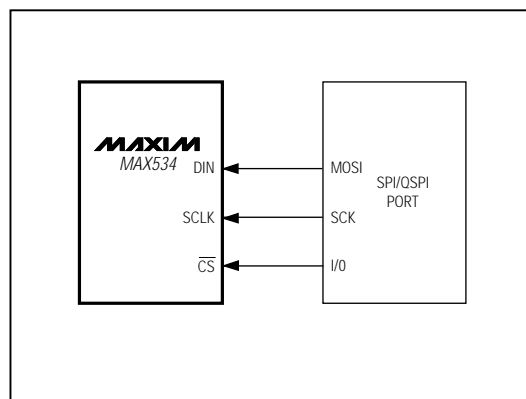 MAXIM
MAX534
DIN
SCLK
CS
MOSI
SCK
I/0
SPI/QSPI
PORT